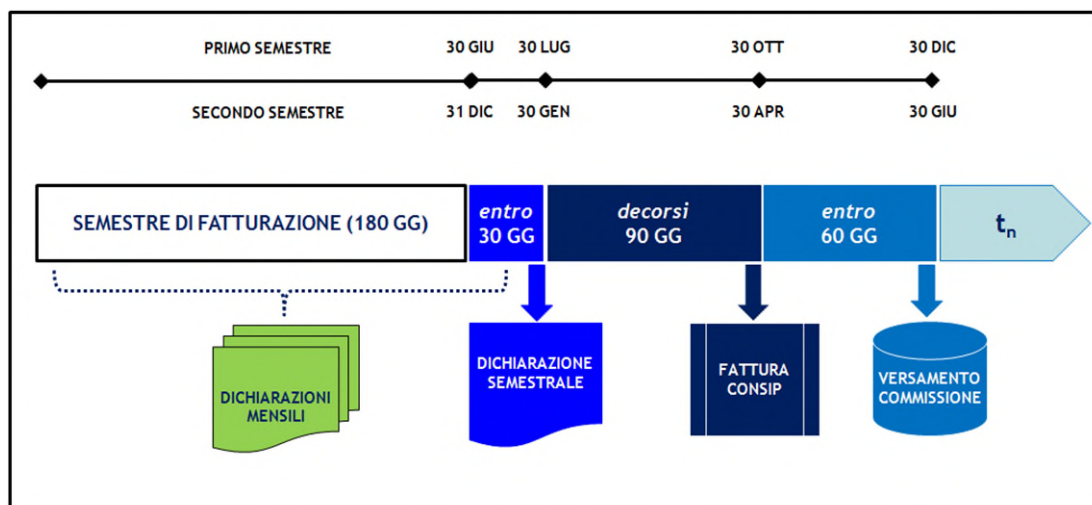 PRIMO SEMESTRE 30 GIU 30 LUG 30 OTT 30 DIC
SECONDO SEMESTRE 31 DIC 30 GEN 30 APR 30 GIU
SEMESTRE DI FATTURAZIONE (180 GG)
entro
30 GG
decorsi
90 GG
entro
60 GG
tn
DICHIARAZIONI
MENSILI
DICHIARAZIONE
SEMESTRALE
FATTURA
CONSIP
VERSAMENTO
COMMISSIONE